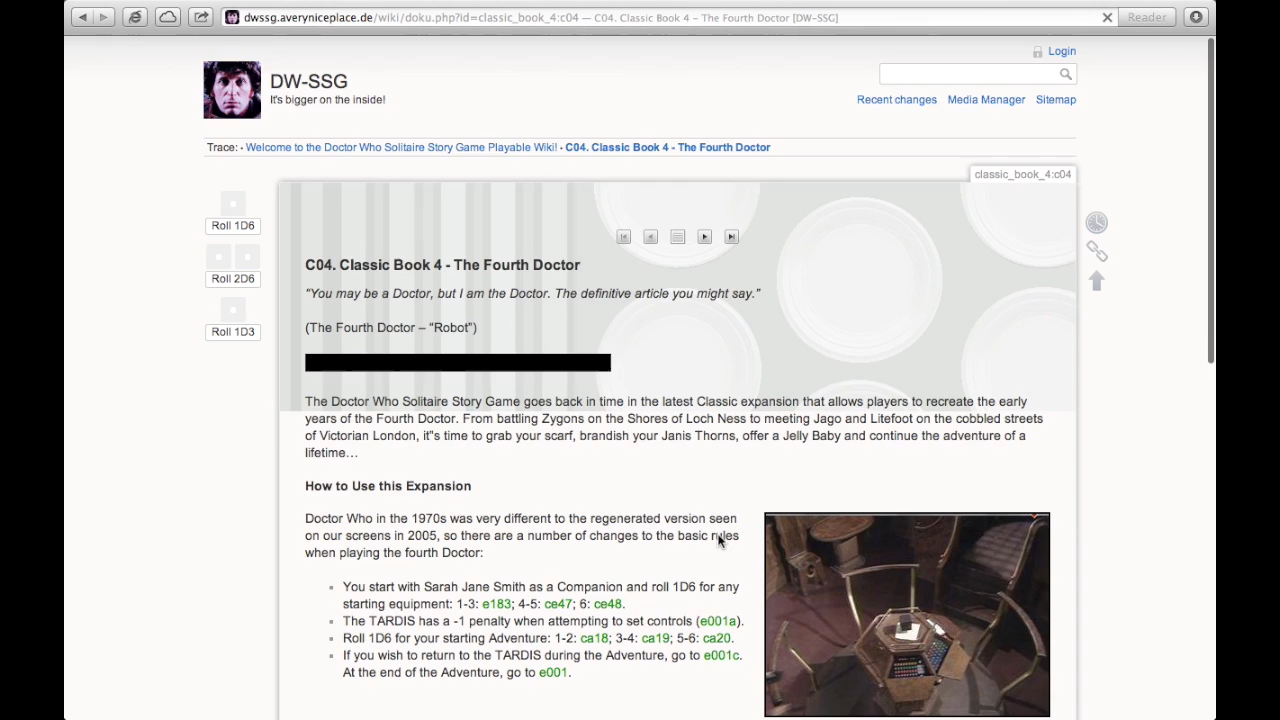 dwssg.averyniceplace.de/wiki/doku.php?id=classic_book_4:c04 — C04. Classic Book 4 – The Fourth Doctor [DW-SSG]
Reader
Login
DW-SSG
It's bigger on the inside!
Recent changes Media Manager Sitemap
Trace: • Welcome to the Doctor Who Solitaire Story Game Playable Wiki! • C04. Classic Book 4 - The Fourth Doctor
classic_book_4:c04
Roll 1D6
Roll 2D6
Roll 1D3
C04. Classic Book 4 - The Fourth Doctor
“You may be a Doctor, but I am the Doctor. The definitive article you might say.”
(The Fourth Doctor – “Robot”)
The Doctor Who Solitaire Story Game goes back in time in the latest Classic expansion that allows players to recreate the early
years of the Fourth Doctor. From battling Zygons on the Shores of Loch Ness to meeting Jago and Litefoot on the cobbled streets
of Victorian London, it"s time to grab your scarf, brandish your Janis Thorns, offer a Jelly Baby and continue the adventure of a
lifetime…
How to Use this Expansion
Doctor Who in the 1970s was very different to the regenerated version seen
on our screens in 2005, so there are a number of changes to the basic rules
when playing the fourth Doctor:
You start with Sarah Jane Smith as a Companion and roll 1D6 for any
starting equipment: 1-3: e183; 4-5: ce47; 6: ce48.
The TARDIS has a -1 penalty when attempting to set controls (e001a).
Roll 1D6 for your starting Adventure: 1-2: ca18; 3-4: ca19; 5-6: ca20.
If you wish to return to the TARDIS during the Adventure, go to e001c.
At the end of the Adventure, go to e001.